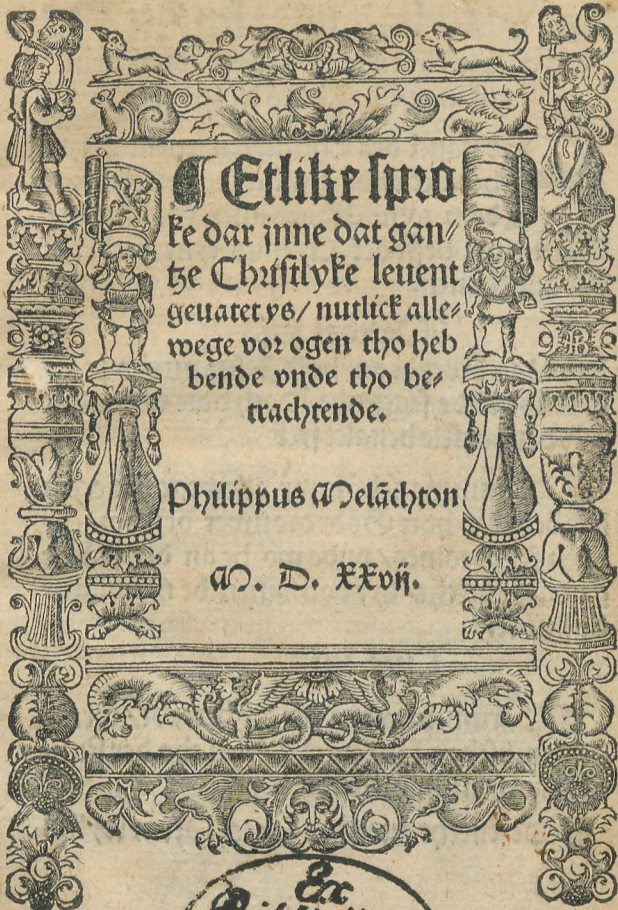 ¶ Etlike spro
ke dar jnne dat gan⸗
tze Christlyke leuent
geuatet ys/ nutlick alle⸗
wege vor ogen tho heb
bende vnde tho be⸗
trachtende.
Philippus Melāchton
M. D. XXvij.
Ex